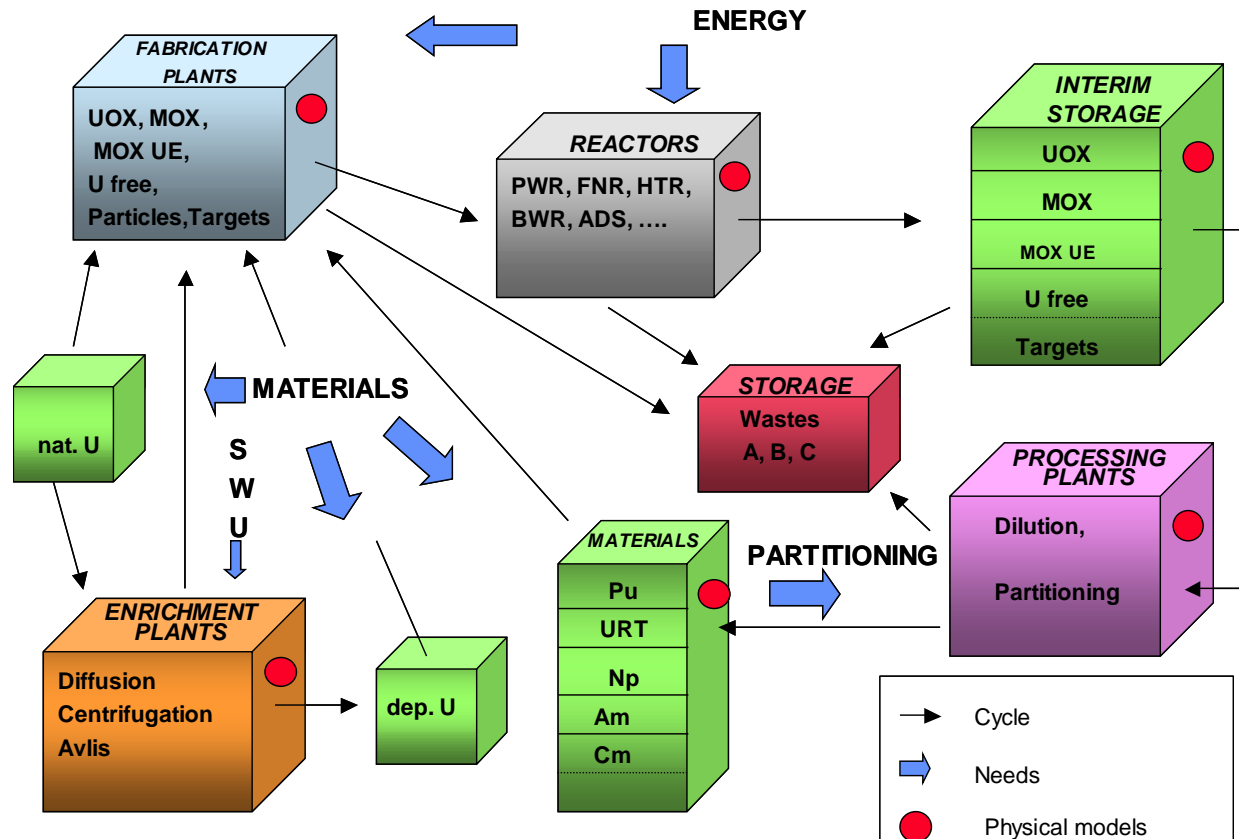 ENERGY
FABRICATION
PLANTS
UOX, MOX,
MOX UE,
U free,
Particles,Targets
REACTORS
PWR, FNR, HTR,
BWR, ADS, ....
INTERIM
STORAGE
UOX
MOX
MOX UE
U free
Targets
nat. U
MATERIALS
S
W
U
STORAGE
Wastes
A, B, C
PROCESSING
PLANTS
Dilution,
Partitioning
PARTITIONING
MATERIALS
Pu
URT
Np
Am
Cm
ENRICHMENT
PLANTS
Diffusion
Centrifugation
Avlis
dep. U
Cycle
Needs
Physical models